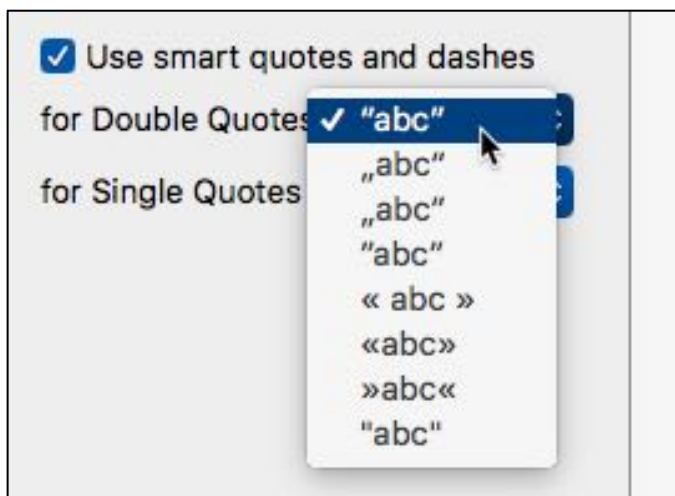 Use smart quotes and dashes
for Double Quotes ✓ “abc”
„abc“
for Single Quotes
„abc”
”abc”
« abc »
«abc»
»abc«
"abc"